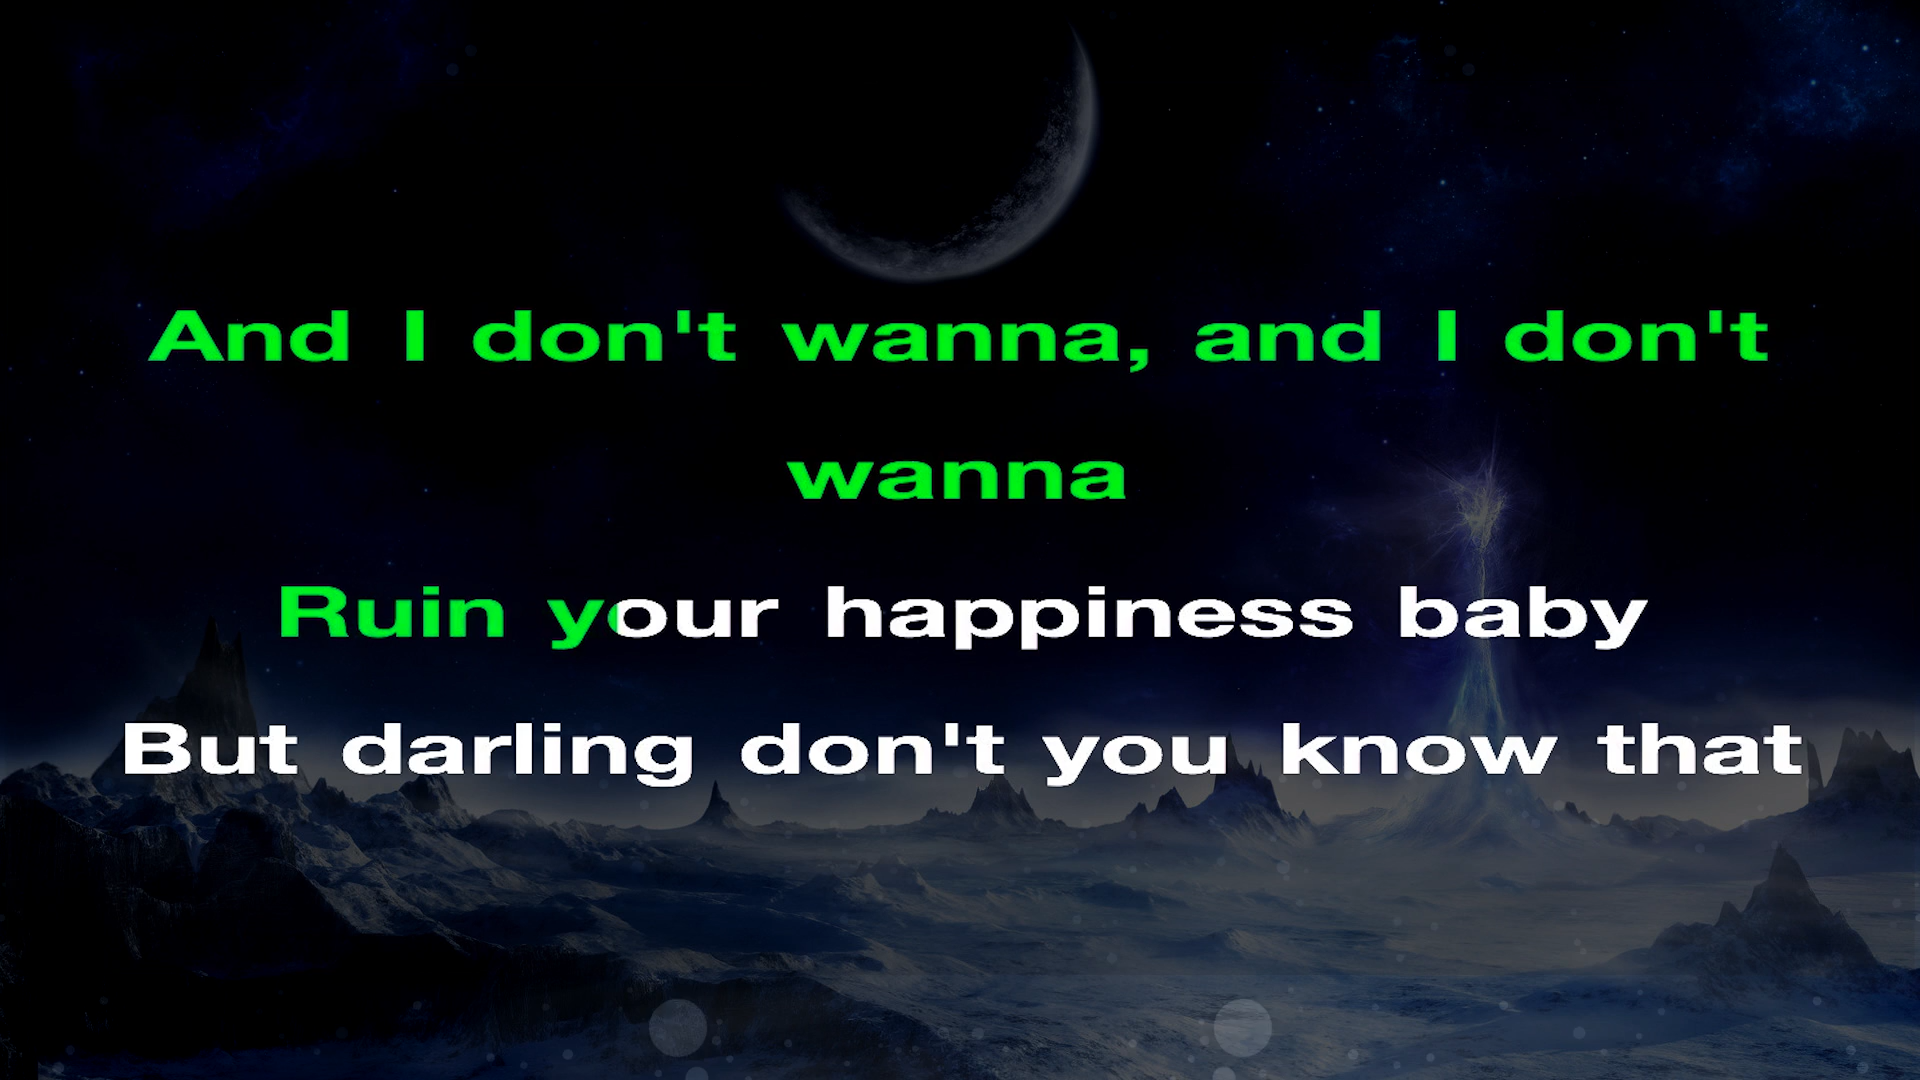 And I don't wanna, and I don't
wanna
Ruin your happiness baby
But darling don't you know that